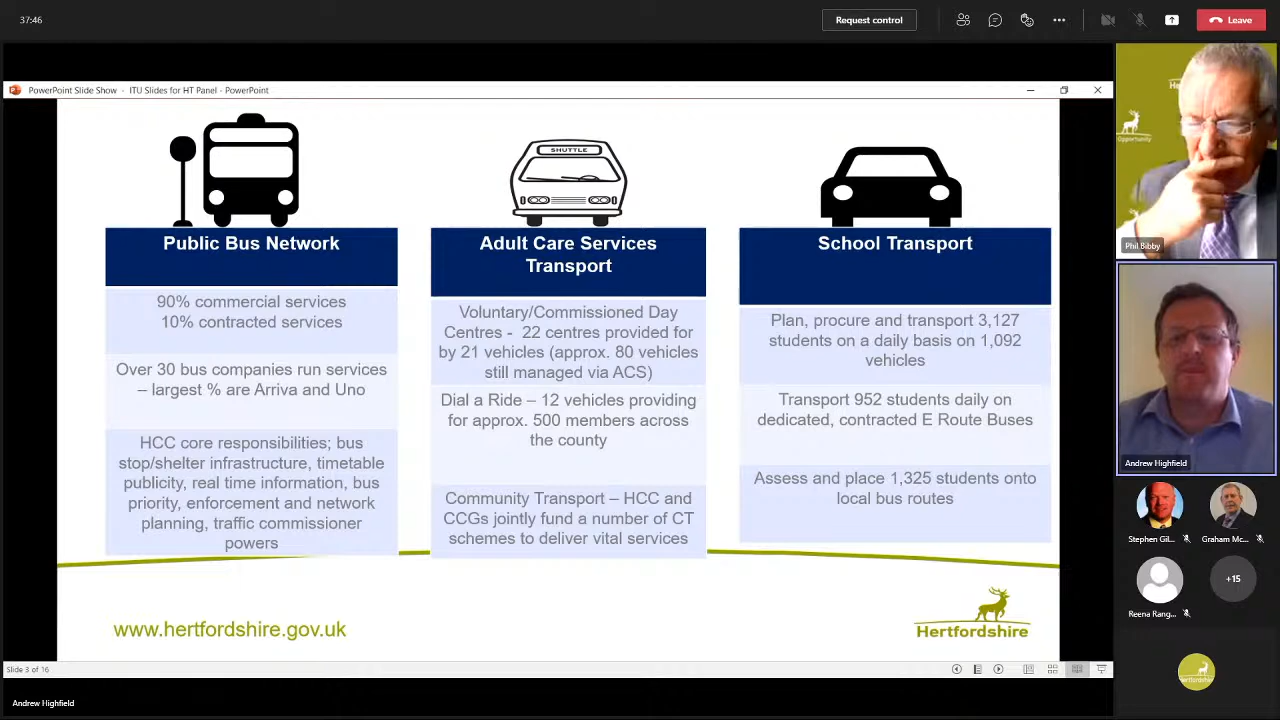 37:46
Request control
Leave
PowerPoint Slide Show - ITU Slides for HT Panel - PowerPoint
SHUTTLE
Public Bus Network
90% commercial services
10% contracted services
Over 30 bus companies run services
– largest % are Arriva and Uno
HCC core responsibilities; bus
stop/shelter infrastructure, timetable
publicity, real time information, bus
priority, enforcement and network
planning, traffic commissioner
powers
Adult Care Services
Transport
Voluntary/Commissioned Day
Centres - 22 centres provided for
by 21 vehicles (approx. 80 vehicles
still managed via ACS)
Dial a Ride – 12 vehicles providing
for approx. 500 members across
the county
Community Transport – HCC and
CCGs jointly fund a number of CT
schemes to deliver vital services
School Transport
Plan, procure and transport 3,127
students on a daily basis on 1,092
vehicles
Transport 952 students daily on
dedicated, contracted E Route Buses
Assess and place 1,325 students onto
local bus routes
www.hertfordshire.gov.uk
Hertfordshire
Slide 3 of 16
Andrew Highfield
Opportunity
Phil Bibby
Andrew Highfield
Stephen Gil...
Graham Mc...
Reena Rang...
+15
Hertfordshire